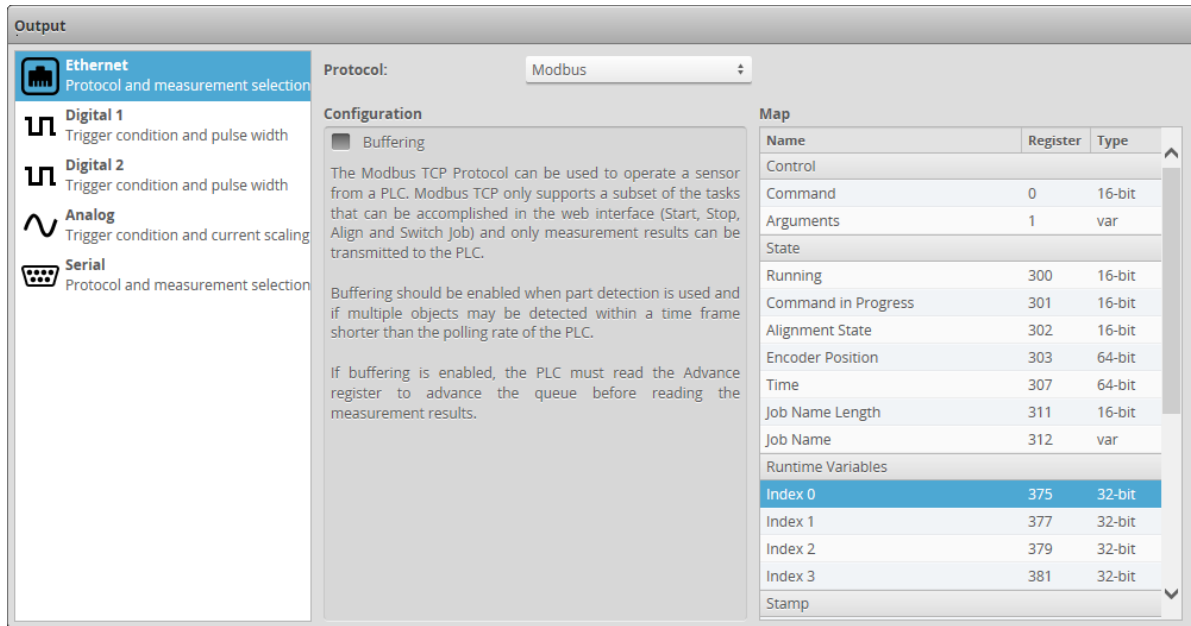 Output
Ethernet
Protocol and measurement selection
Digital 1
Trigger condition and pulse width
Digital 2
Trigger condition and pulse width
Analog
Trigger condition and current scaling
Serial
Protocol and measurement selection
Protocol:
Modbus
Configuration
Buffering
The Modbus TCP Protocol can be used to operate a sensor
from a PLC. Modbus TCP only supports a subset of the tasks
that can be accomplished in the web interface (Start, Stop,
Align and Switch Job) and only measurement results can be
transmitted to the PLC.
Buffering should be enabled when part detection is used and
if multiple objects may be detected within a time frame
shorter than the polling rate of the PLC.
If buffering is enabled, the PLC must read the Advance
register to advance the queue before reading the
measurement results.
Map
Name Register Type
Control
Command 0 16-bit
Arguments 1 var
State
Running 300 16-bit
Command in Progress 301 16-bit
Alignment State 302 16-bit
Encoder Position 303 64-bit
Time 307 64-bit
Job Name Length 311 16-bit
Job Name 312 var
Runtime Variables
Index 0 375 32-bit
Index 1 377 32-bit
Index 2 379 32-bit
Index 3 381 32-bit
Stamp